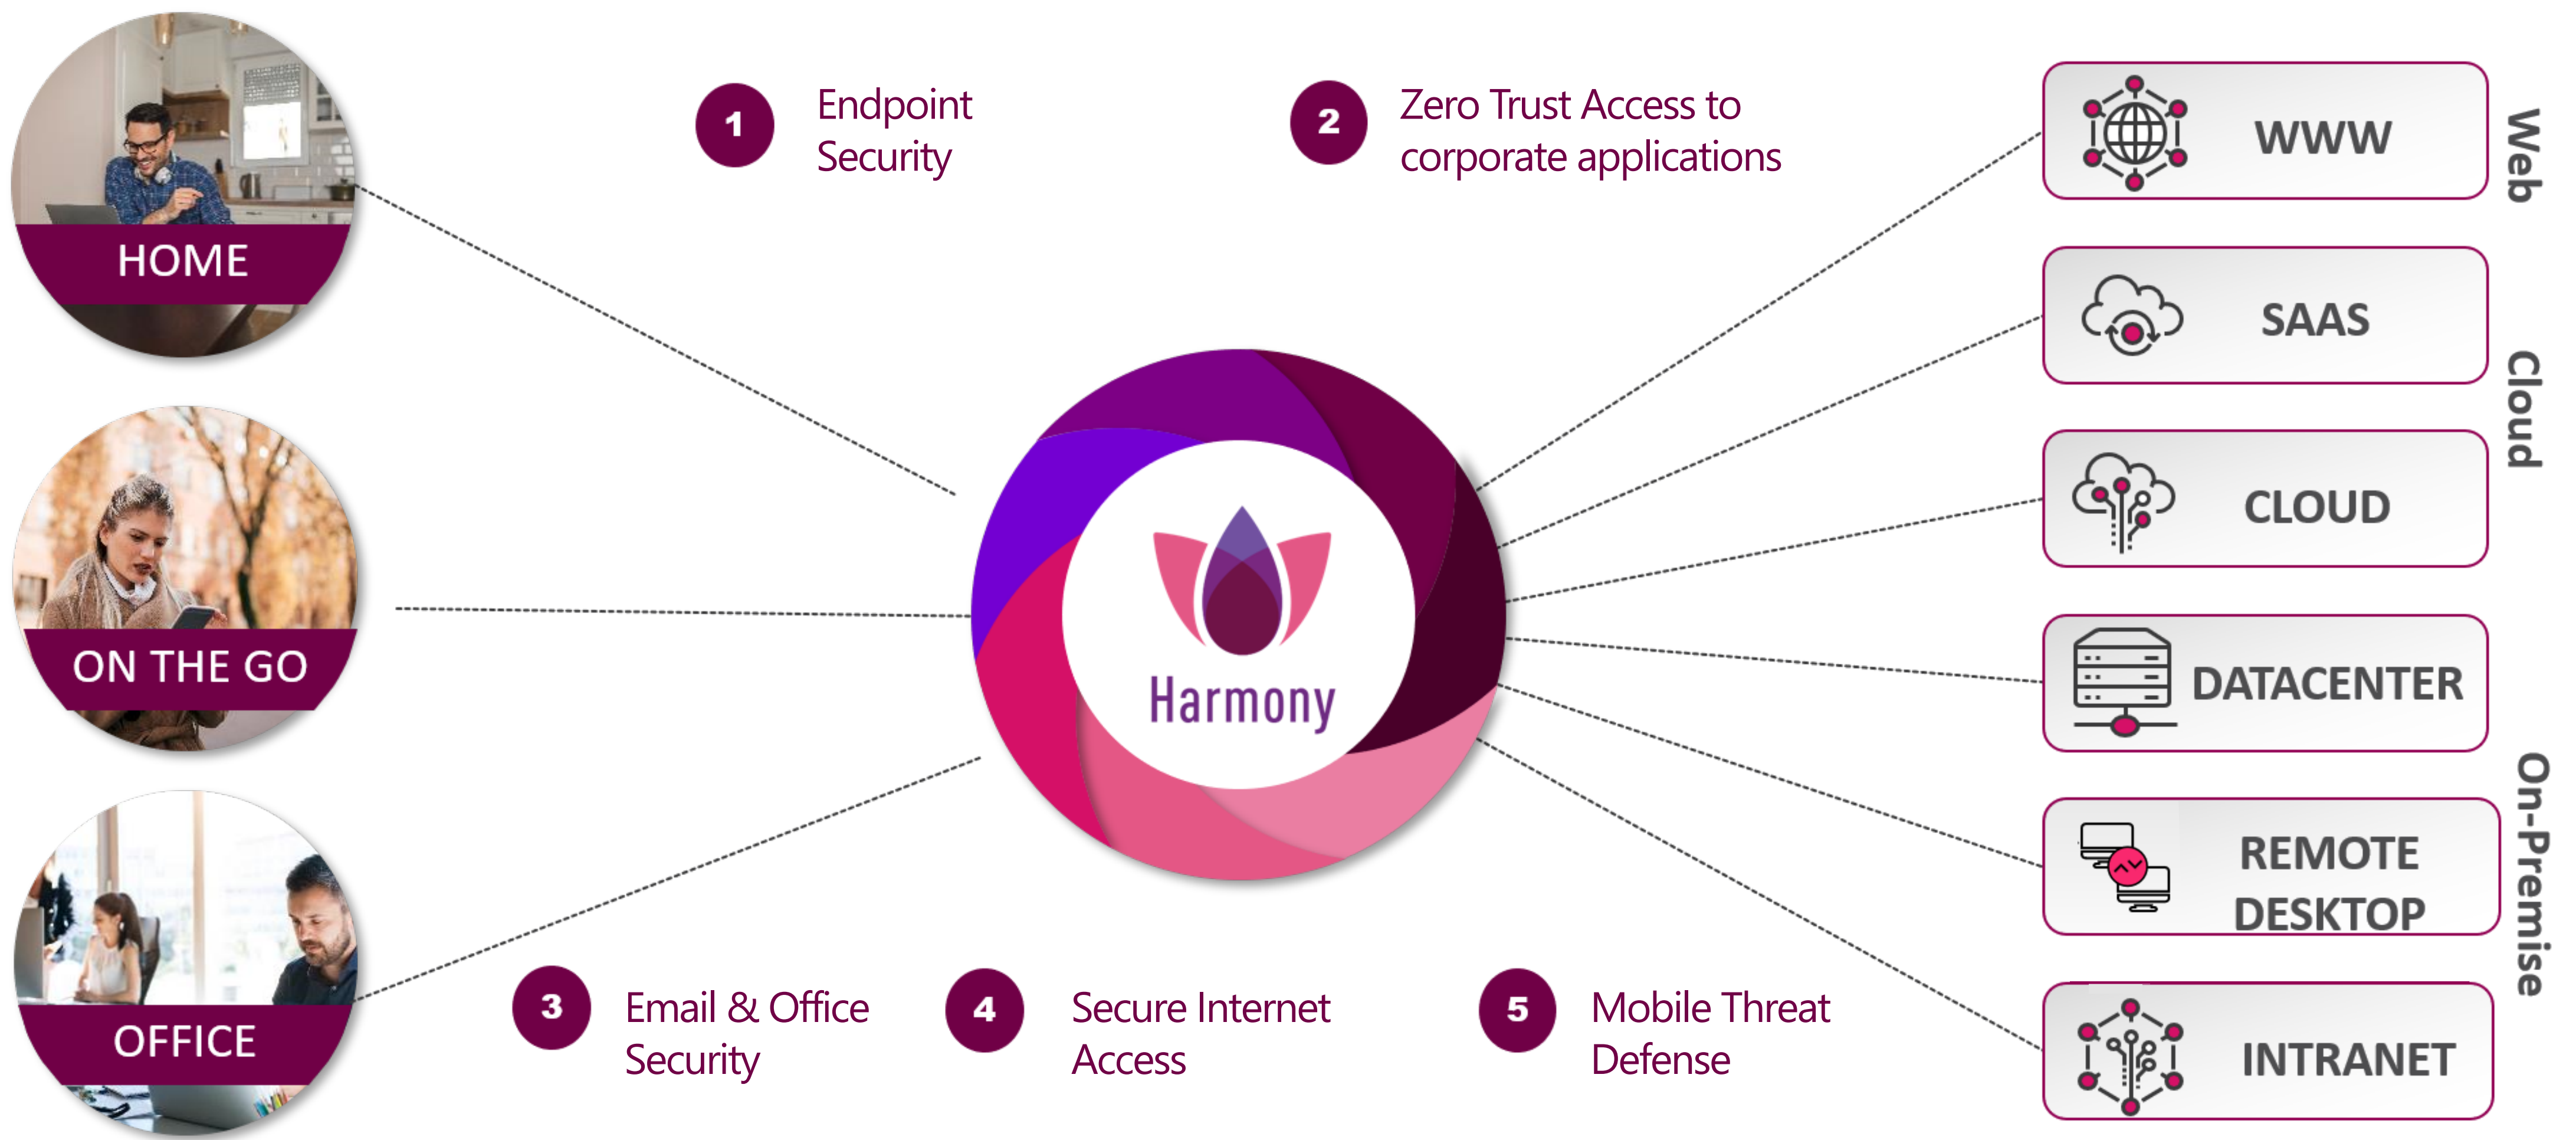 HOME
ON THE GO
OFFICE
1
Endpoint
Security
2
Zero Trust Access to
corporate applications
Harmony
3
Email & Office
Security
4
Secure Internet
Access
5
Mobile Threat
Defense
WWW
SAAS
CLOUD
DATACENTER
REMOTE
DESKTOP
INTRANET
Web
Cloud
On-Premise